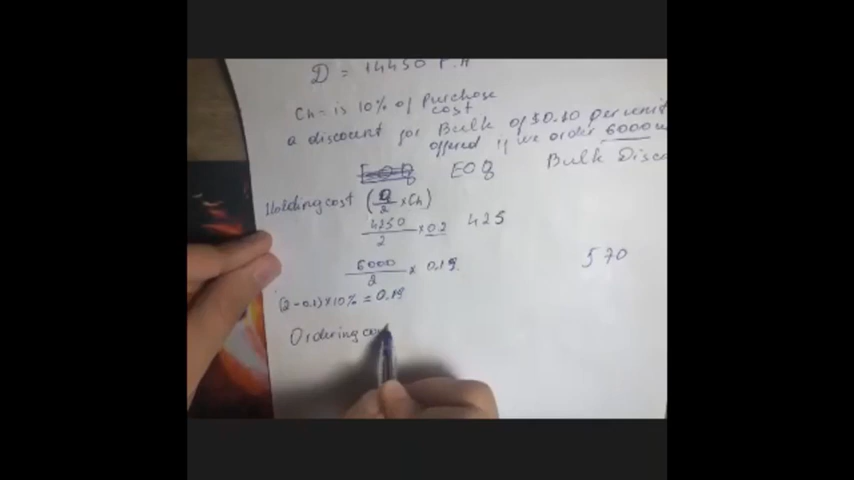 D = 14450 P.A
Ch - is 10% of Purchase cost
a discount for Bulk of $0.10 per unit
offered if we order 6000 u
EOQ Bulk Disco
Holding cost (Q/2 × Ch)
4250/2 × 0.2 425
6000/2 × 0.19 570
(2 - 0.1) × 10% = 0.19
Ordering co